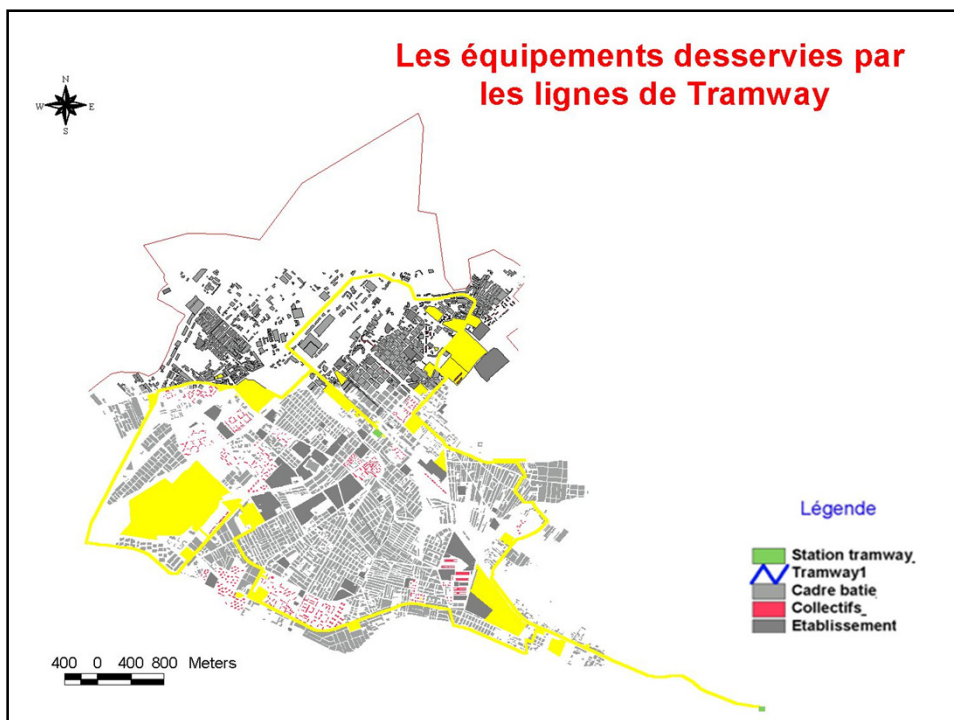 Les équipements desservies par
les lignes de Tramway
N
W E
S
Légende
Station tramway_
Tramway1
Cadre batie_
Collectifs_
Etablissement
400 0 400 800 Meters